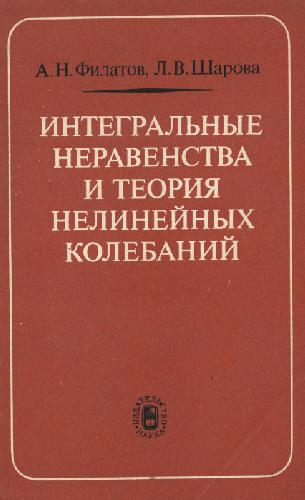 А. Н. Филатов, Л. В. Шарова
ИНТЕГРАЛЬНЫЕ
НЕРАВЕНСТВА
И ТЕОРИЯ
НЕЛИНЕЙНЫХ
КОЛЕБАНИЙ
ИЗДАТЕЛЬСТВО
НАУКА